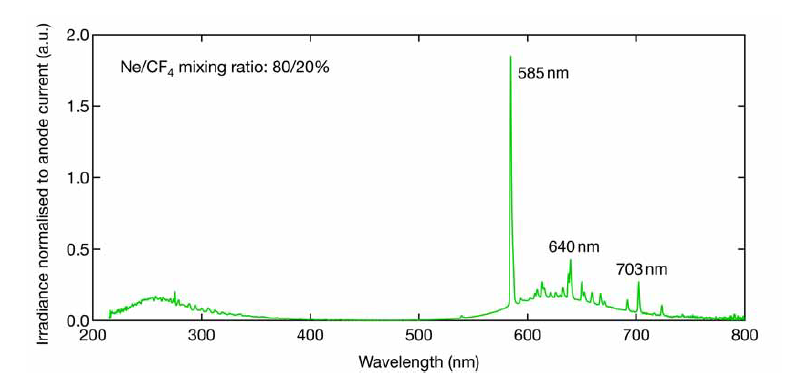 Irradiance normalised to anode current (a.u.)
2.0
1.5
1.0
0.5
0.0
Ne/CF₄ mixing ratio: 80/20%
585 nm
640 nm
703 nm
200 300 400 500 600 700 800
Wavelength (nm)